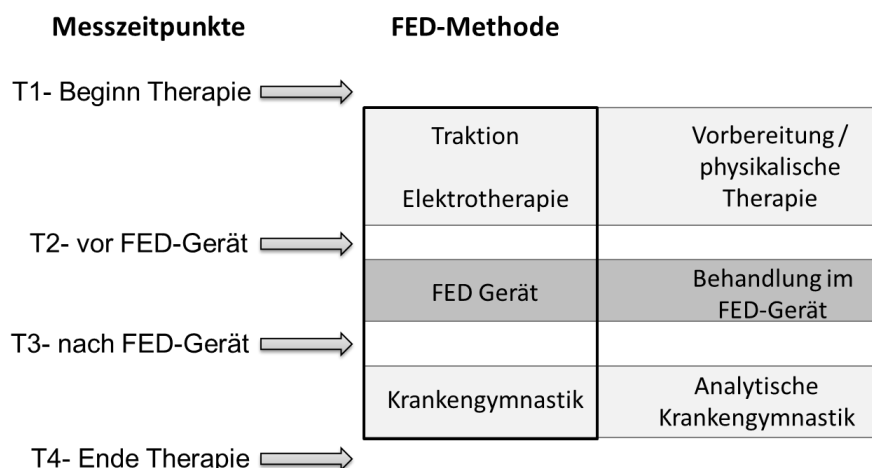 Messzeitpunkte
FED-Methode
T1- Beginn Therapie
Traktion
Elektrotherapie
Vorbereitung /
physikalische
Therapie
T2- vor FED-Gerät
FED Gerät
Behandlung im
FED-Gerät
T3- nach FED-Gerät
Krankengymnastik
Analytische
Krankengymnastik
T4- Ende Therapie